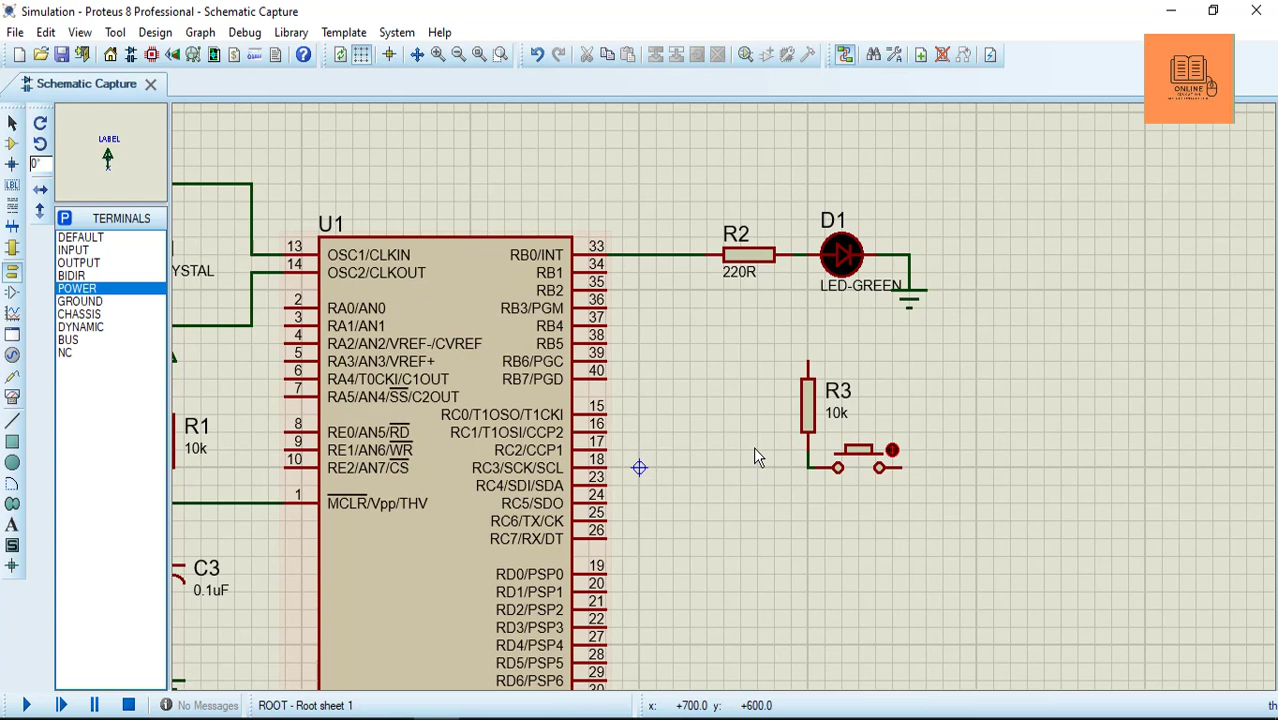 Simulation - Proteus 8 Professional - Schematic Capture
File Edit View Tool Design Graph Debug Library Template System Help
Schematic Capture
ONLINE
LABEL
0°
LBL
P TERMINALS
DEFAULT
INPUT
OUTPUT
BIDIR
POWER
GROUND
CHASSIS
DYNAMIC
BUS
NC
YSTAL
R1
10k
C3
0.1uF
U1
13 OSC1/CLKIN RB0/INT 33
14 OSC2/CLKOUT RB1 34
RB2 35
2 RA0/AN0 RB3/PGM 36
3 RA1/AN1 RB4 37
4 RA2/AN2/VREF-/CVREF RB5 38
5 RA3/AN3/VREF+ RB6/PGC 39
6 RA4/T0CKI/C1OUT RB7/PGD 40
7 RA5/AN4/SS/C2OUT
RC0/T1OSO/T1CKI 15
8 RE0/AN5/RD RC1/T1OSI/CCP2 16
9 RE1/AN6/WR RC2/CCP1 17
10 RE2/AN7/CS RC3/SCK/SCL 18
RC4/SDI/SDA 23
1 MCLR/Vpp/THV RC5/SDO 24
RC6/TX/CK 25
RC7/RX/DT 26
RD0/PSP0 19
RD1/PSP1 20
RD2/PSP2 21
RD3/PSP3 22
RD4/PSP4 27
RD5/PSP5 28
RD6/PSP6 29
30
R2
220R
D1
LED-GREEN
R3
10k
No Messages
ROOT - Root sheet 1
x: +700.0 y: +600.0
th